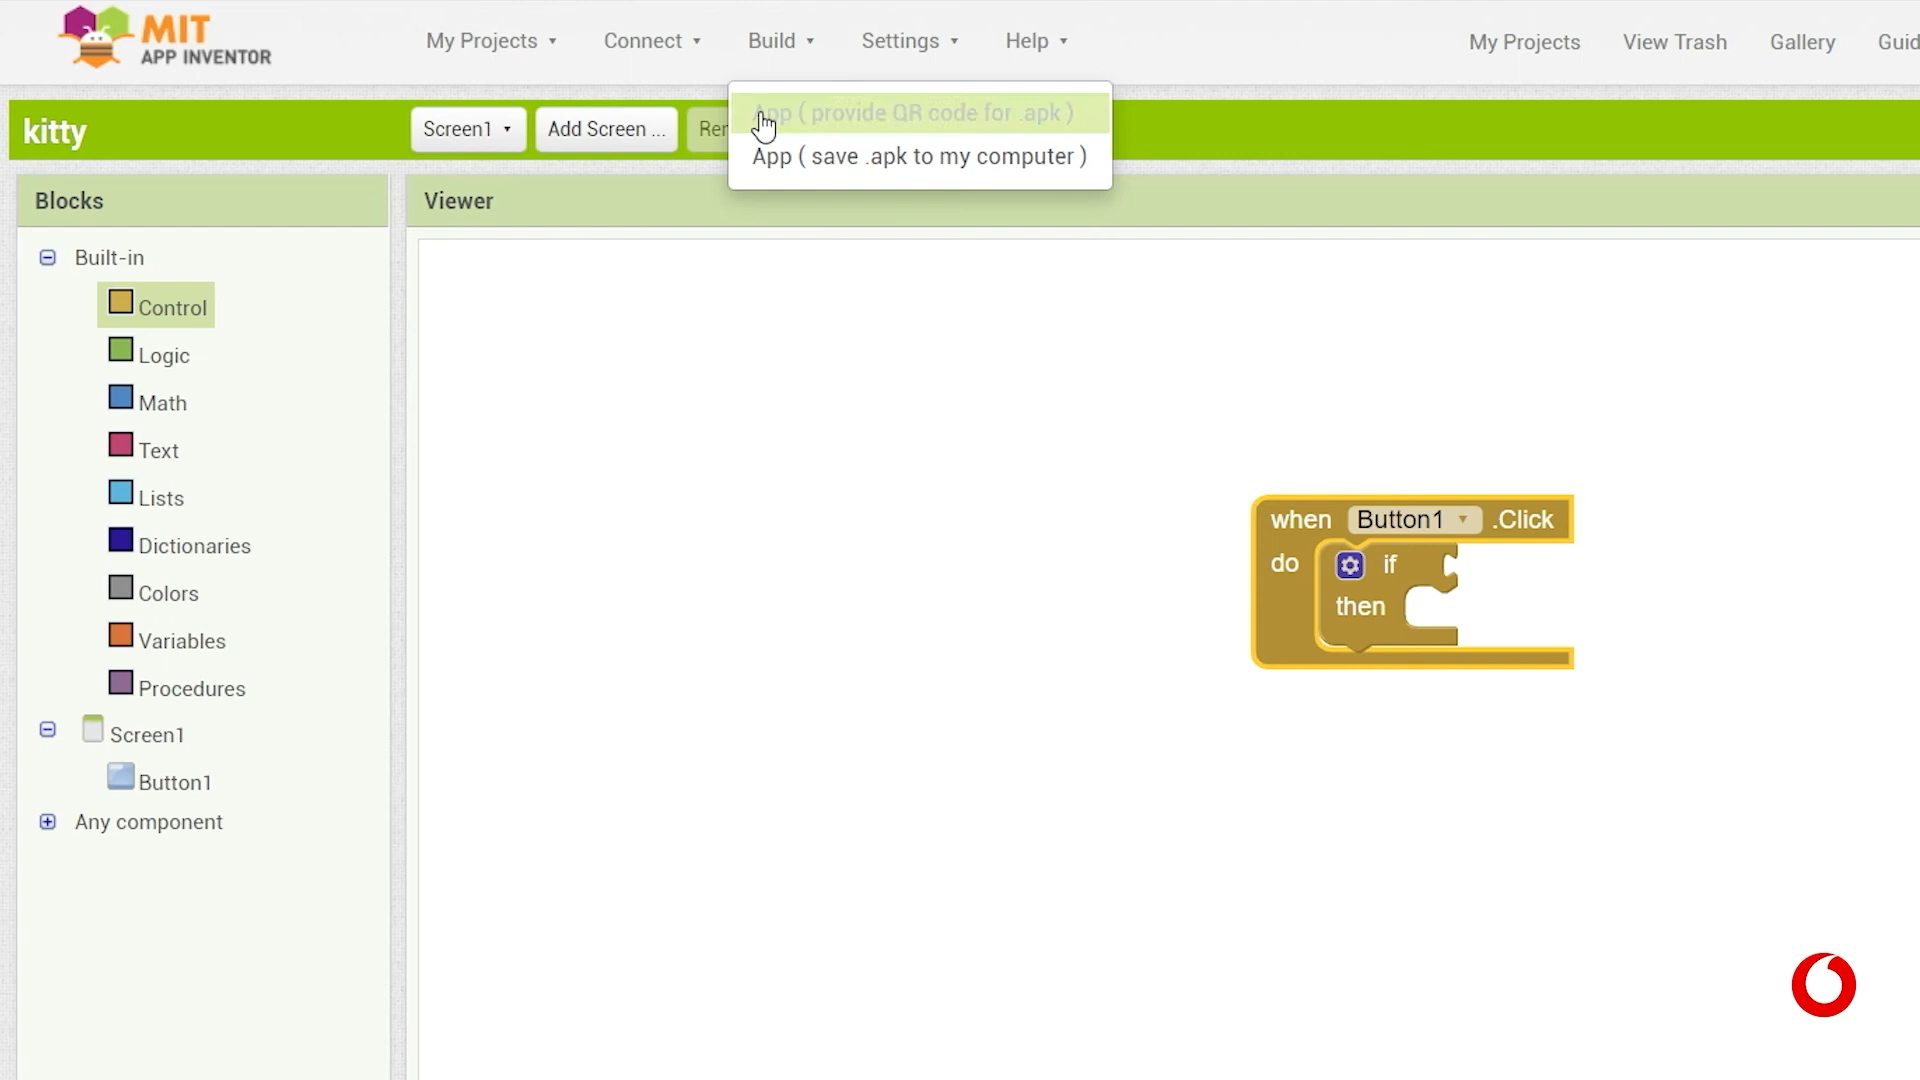 MIT
APP INVENTOR
My Projects
Connect
Build
Settings
Help
My Projects
View Trash
Gallery
kitty
Screen1
Add Screen ...
App ( provide QR code for .apk )
App ( save .apk to my computer )
Blocks
Viewer
Built-in
Control
Logic
Math
Text
Lists
Dictionaries
Colors
Variables
Procedures
Screen1
Button1
Any component
when Button1 .Click
do if
then